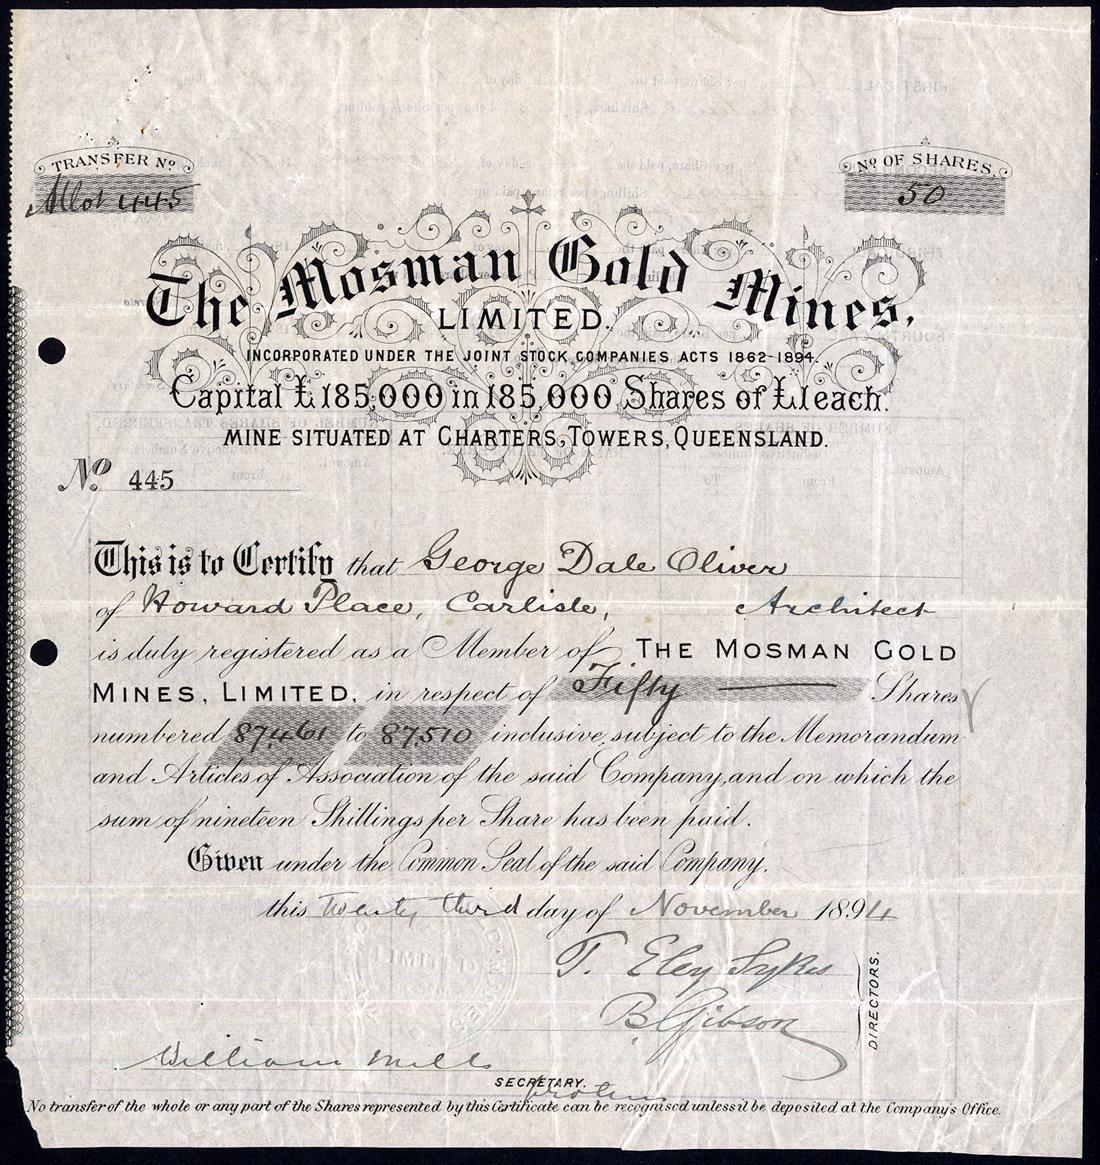 TRANSFER No.
Allot 445
No. OF SHARES.
50
The Mosman Gold Mines,
LIMITED.
INCORPORATED UNDER THE JOINT STOCK COMPANIES ACTS 1862-1894.
Capital £185,000 in 185,000 Shares of £1 each.
MINE SITUATED AT CHARTERS TOWERS, QUEENSLAND.
No. 445
This is to Certify that George Dale Oliver
of Howard Place, Carlisle, Architect
is duly registered as a Member of THE MOSMAN GOLD
MINES, LIMITED, in respect of Fifty Shares
numbered 87461 to 87,510 inclusive, subject to the Memorandum
and Articles of Association of the said Company, and on which the
sum of nineteen Shillings per Share has been paid.
Given under the Common Seal of the said Company.
this Twenty third day of November 1894
T. Eley Sykes
B Gibson
DIRECTORS.
William Mills
SECRETARY.
No transfer of the whole or any part of the Shares represented by this Certificate can be recognised unless it be deposited at the Company's Office.